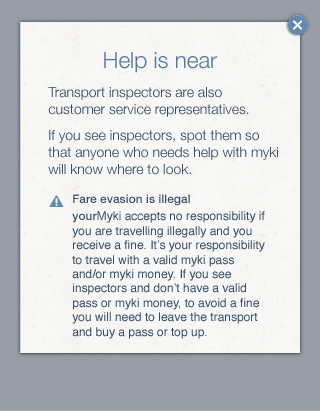 Help is near
Transport inspectors are also
customer service representatives.
If you see inspectors, spot them so
that anyone who needs help with myki
will know where to look.
Fare evasion is illegal
yourMyki accepts no responsibility if
you are travelling illegally and you
receive a fine. It's your responsibility
to travel with a valid myki pass
and/or myki money. If you see
inspectors and don't have a valid
pass or myki money, to avoid a fine
you will need to leave the transport
and buy a pass or top up.